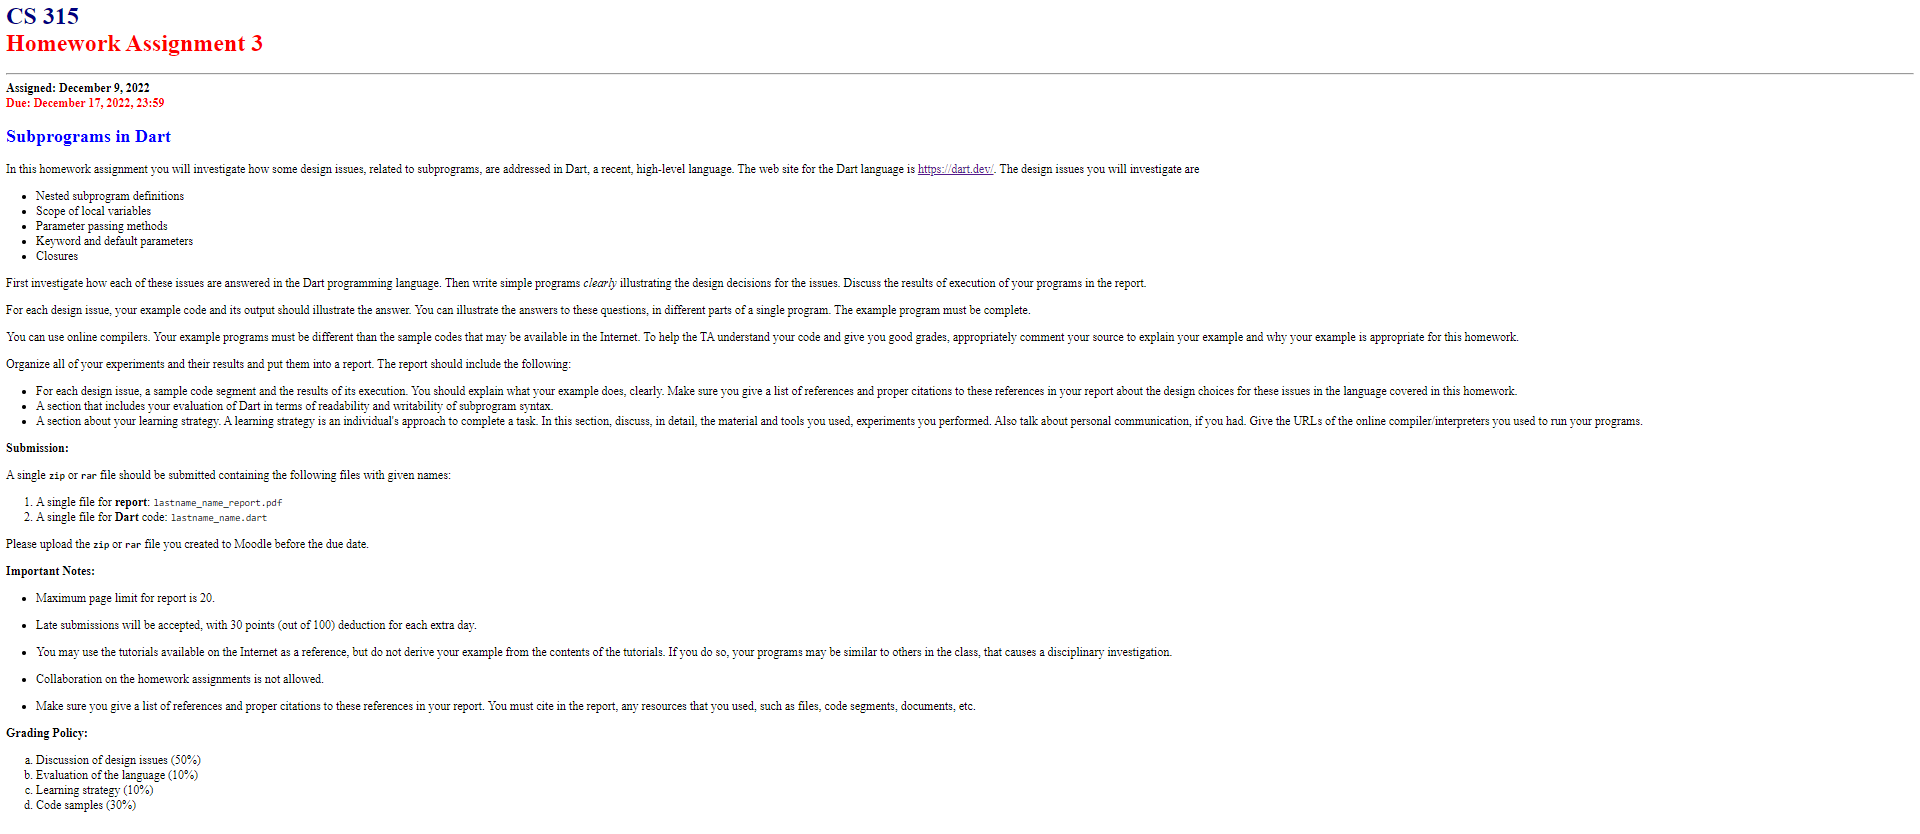 CS 315
Homework Assignment 3
Assigned: December 9, 2022
Due: December 17, 2022, 23:59
Subprograms in Dart
In this homework assignment you will investigate how some design issues, related to subprograms, are addressed in Dart, a recent, high-level language. The web site for the Dart language is https://dart.dev/. The design issues you will investigate are
• Nested subprogram definitions
• Scope of local variables
• Parameter passing methods
• Keyword and default parameters
• Closures
First investigate how each of these issues are answered in the Dart programming language. Then write simple programs clearly illustrating the design decisions for the issues. Discuss the results of execution of your programs in the report.
For each design issue, your example code and its output should illustrate the answer. You can illustrate the answers to these questions, in different parts of a single program. The example program must be complete.
You can use online compilers. Your example programs must be different than the sample codes that may be available in the Internet. To help the TA understand your code and give you good grades, appropriately comment your source to explain your example and why your example is appropriate for this homework.
Organize all of your experiments and their results and put them into a report. The report should include the following:
• For each design issue, a sample code segment and the results of its execution. You should explain what your example does, clearly. Make sure you give a list of references and proper citations to these references in your report about the design choices for these issues in the language covered in this homework.
• A section that includes your evaluation of Dart in terms of readability and writability of subprogram syntax.
• A section about your learning strategy. A learning strategy is an individual's approach to complete a task. In this section, discuss, in detail, the material and tools you used, experiments you performed. Also talk about personal communication, if you had. Give the URLs of the online compiler/interpreters you used to run your programs.
Submission:
A single zip or rar file should be submitted containing the following files with given names:
1. A single file for report: lastname_name_report.pdf
2. A single file for Dart code: lastname_name.dart
Please upload the zip or rar file you created to Moodle before the due date.
Important Notes:
• Maximum page limit for report is 20.
• Late submissions will be accepted, with 30 points (out of 100) deduction for each extra day.
• You may use the tutorials available on the Internet as a reference, but do not derive your example from the contents of the tutorials. If you do so, your programs may be similar to others in the class, that causes a disciplinary investigation.
• Collaboration on the homework assignments is not allowed.
• Make sure you give a list of references and proper citations to these references in your report. You must cite in the report, any resources that you used, such as files, code segments, documents, etc.
Grading Policy:
a. Discussion of design issues (50%)
b. Evaluation of the language (10%)
c. Learning strategy (10%)
d. Code samples (30%)